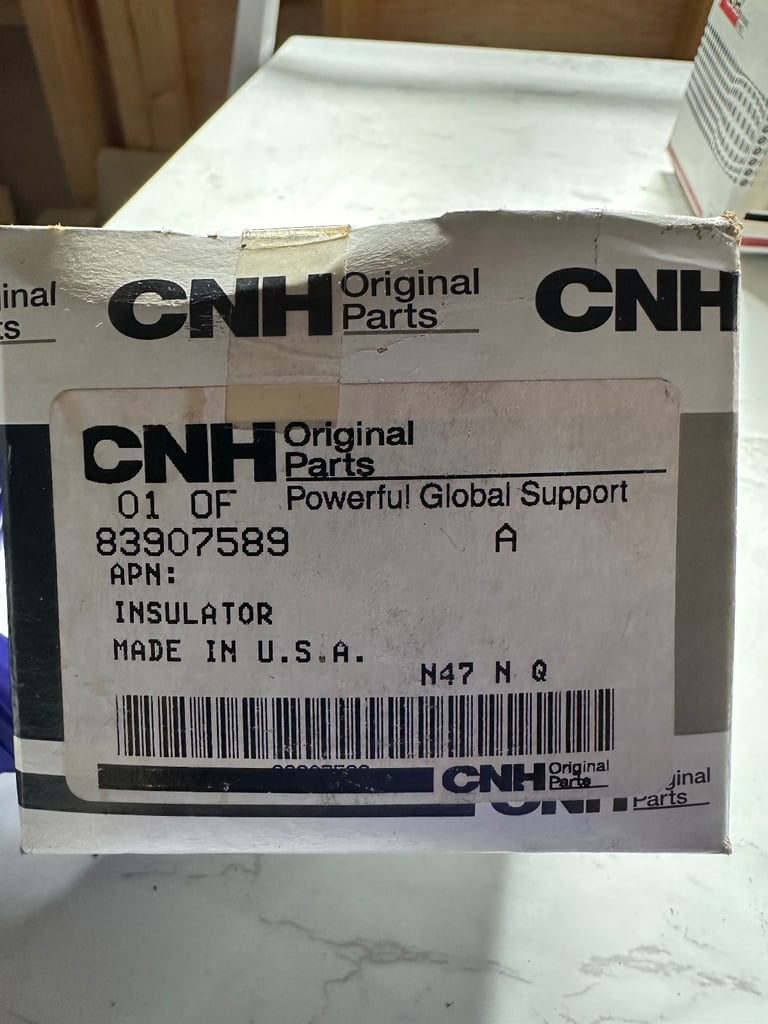 CNH Original Parts
CNH
CNH Original
Parts
01 OF Powerful Global Support
83907589 A
APN:
INSULATOR
MADE IN U.S.A.
N47 N Q
CNH Original
Parts
CNH
Parts